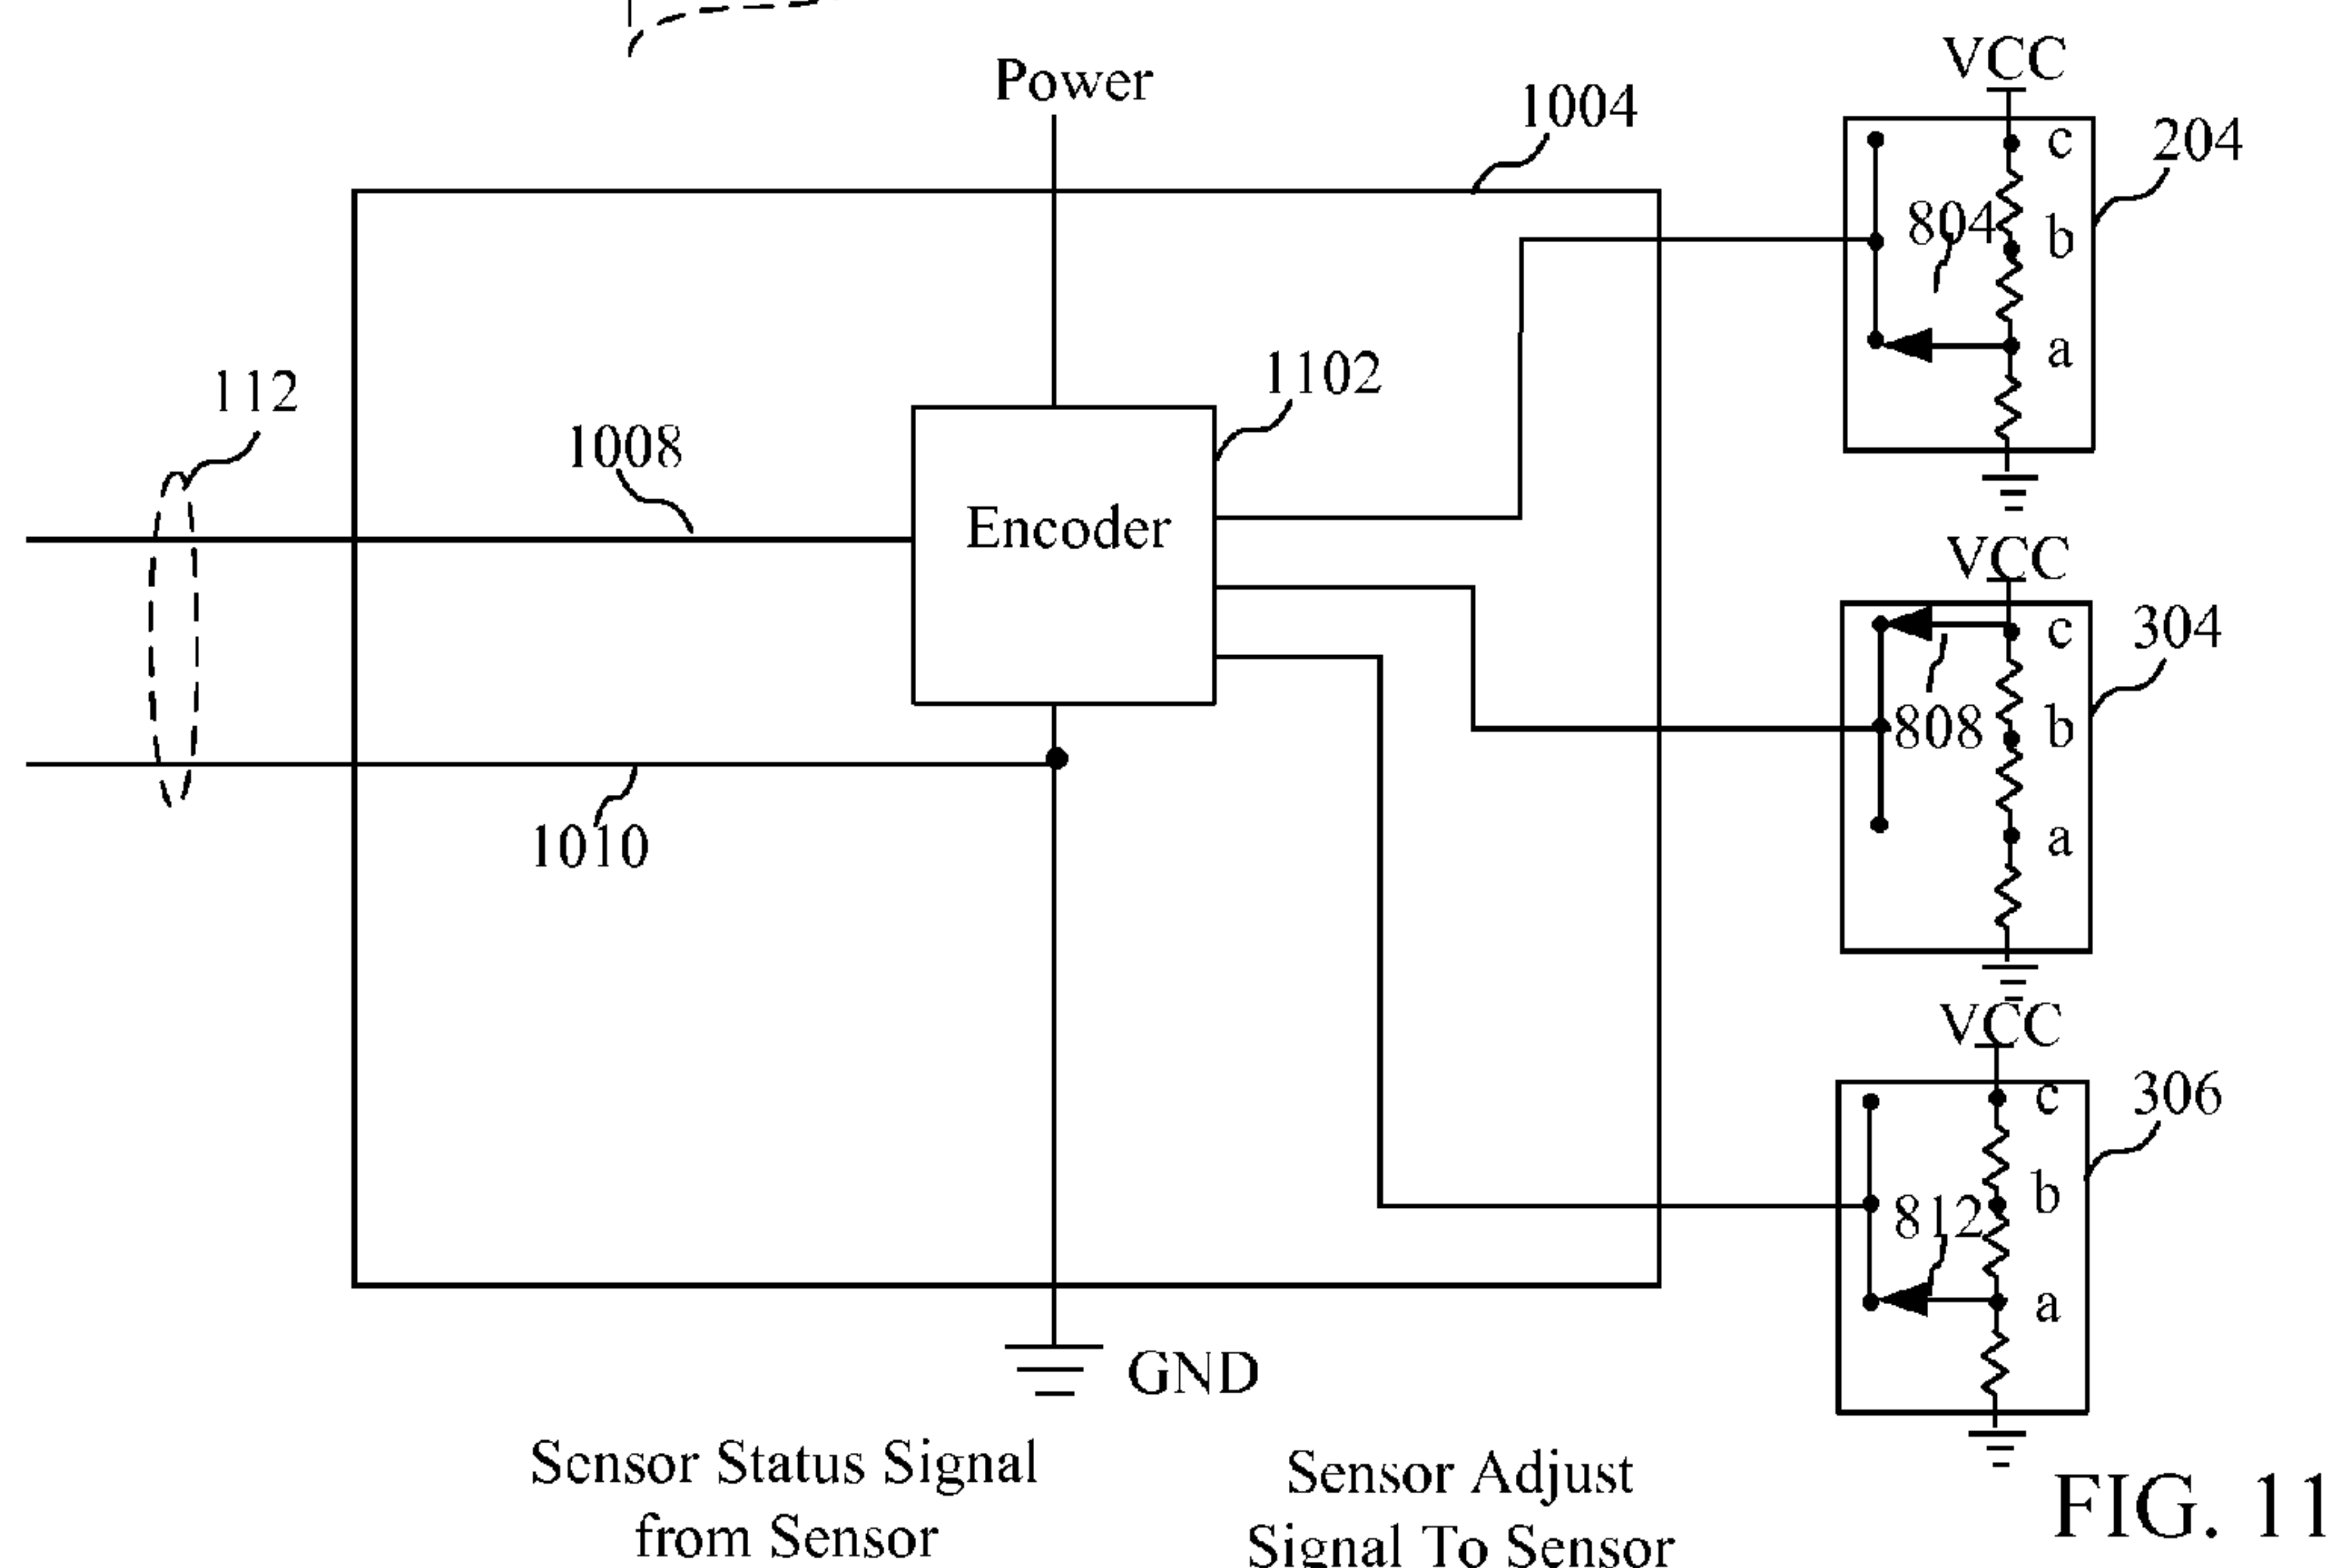 VCC
Power
1004
c
204
804
b
a
112
1102
1008
Encoder
VCC
c
304
808
b
a
1010
VCC
c
306
812
b
a
GND
Sensor Status Signal
from Sensor
Sensor Adjust
Signal To Sensor
FIG. 11